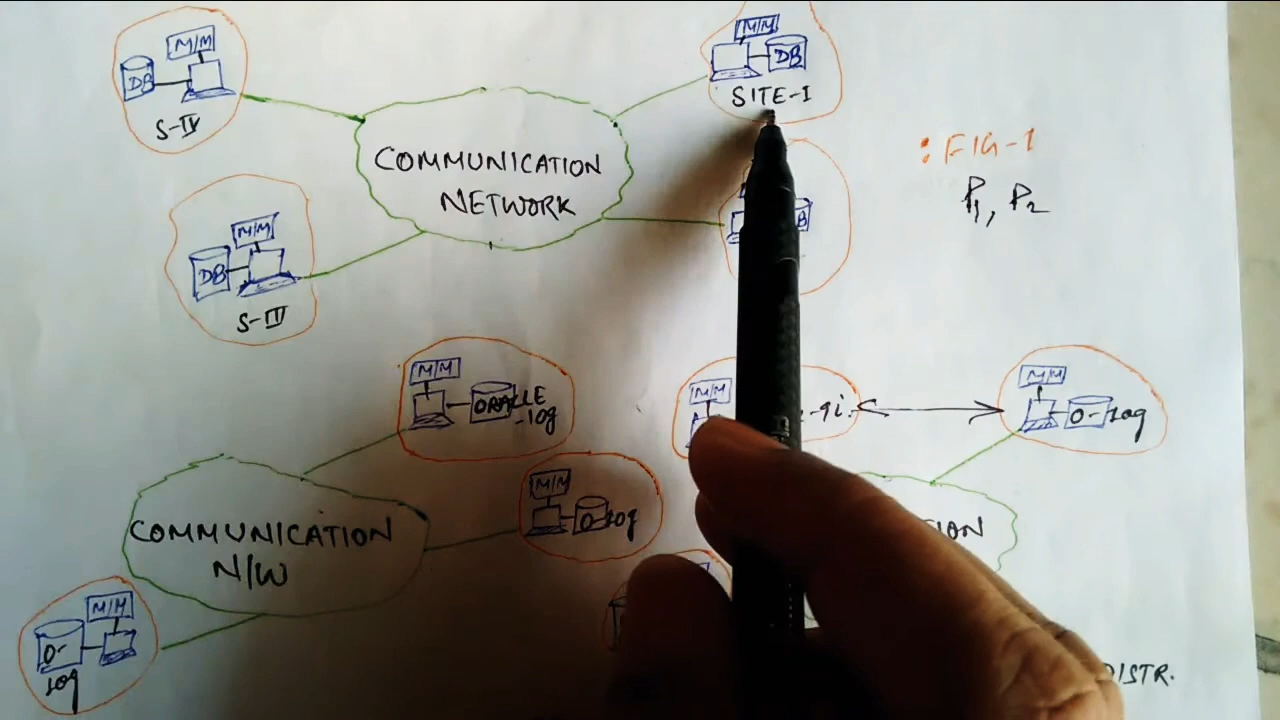 M/M
DB
S-IV
M/M
DB
SITE-I
COMMUNICATION
NETWORK
: FIG-1
P1, P2
M/M
DB
S-III
M/M
ORACLE
-10g
M/M
M/M
O-10g
M/M
O-10g
COMMUNICATION
N/W
M/M
O-
10g
DISTR.